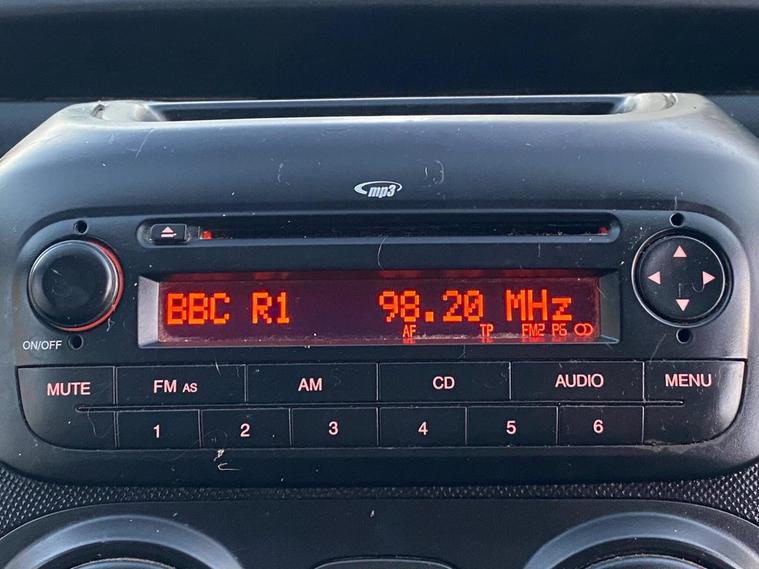 mp3
BBC R1 98.20 MHz
AF TP FM2 P6
ON/OFF
MUTE FM AS AM CD AUDIO MENU
1 2 3 4 5 6